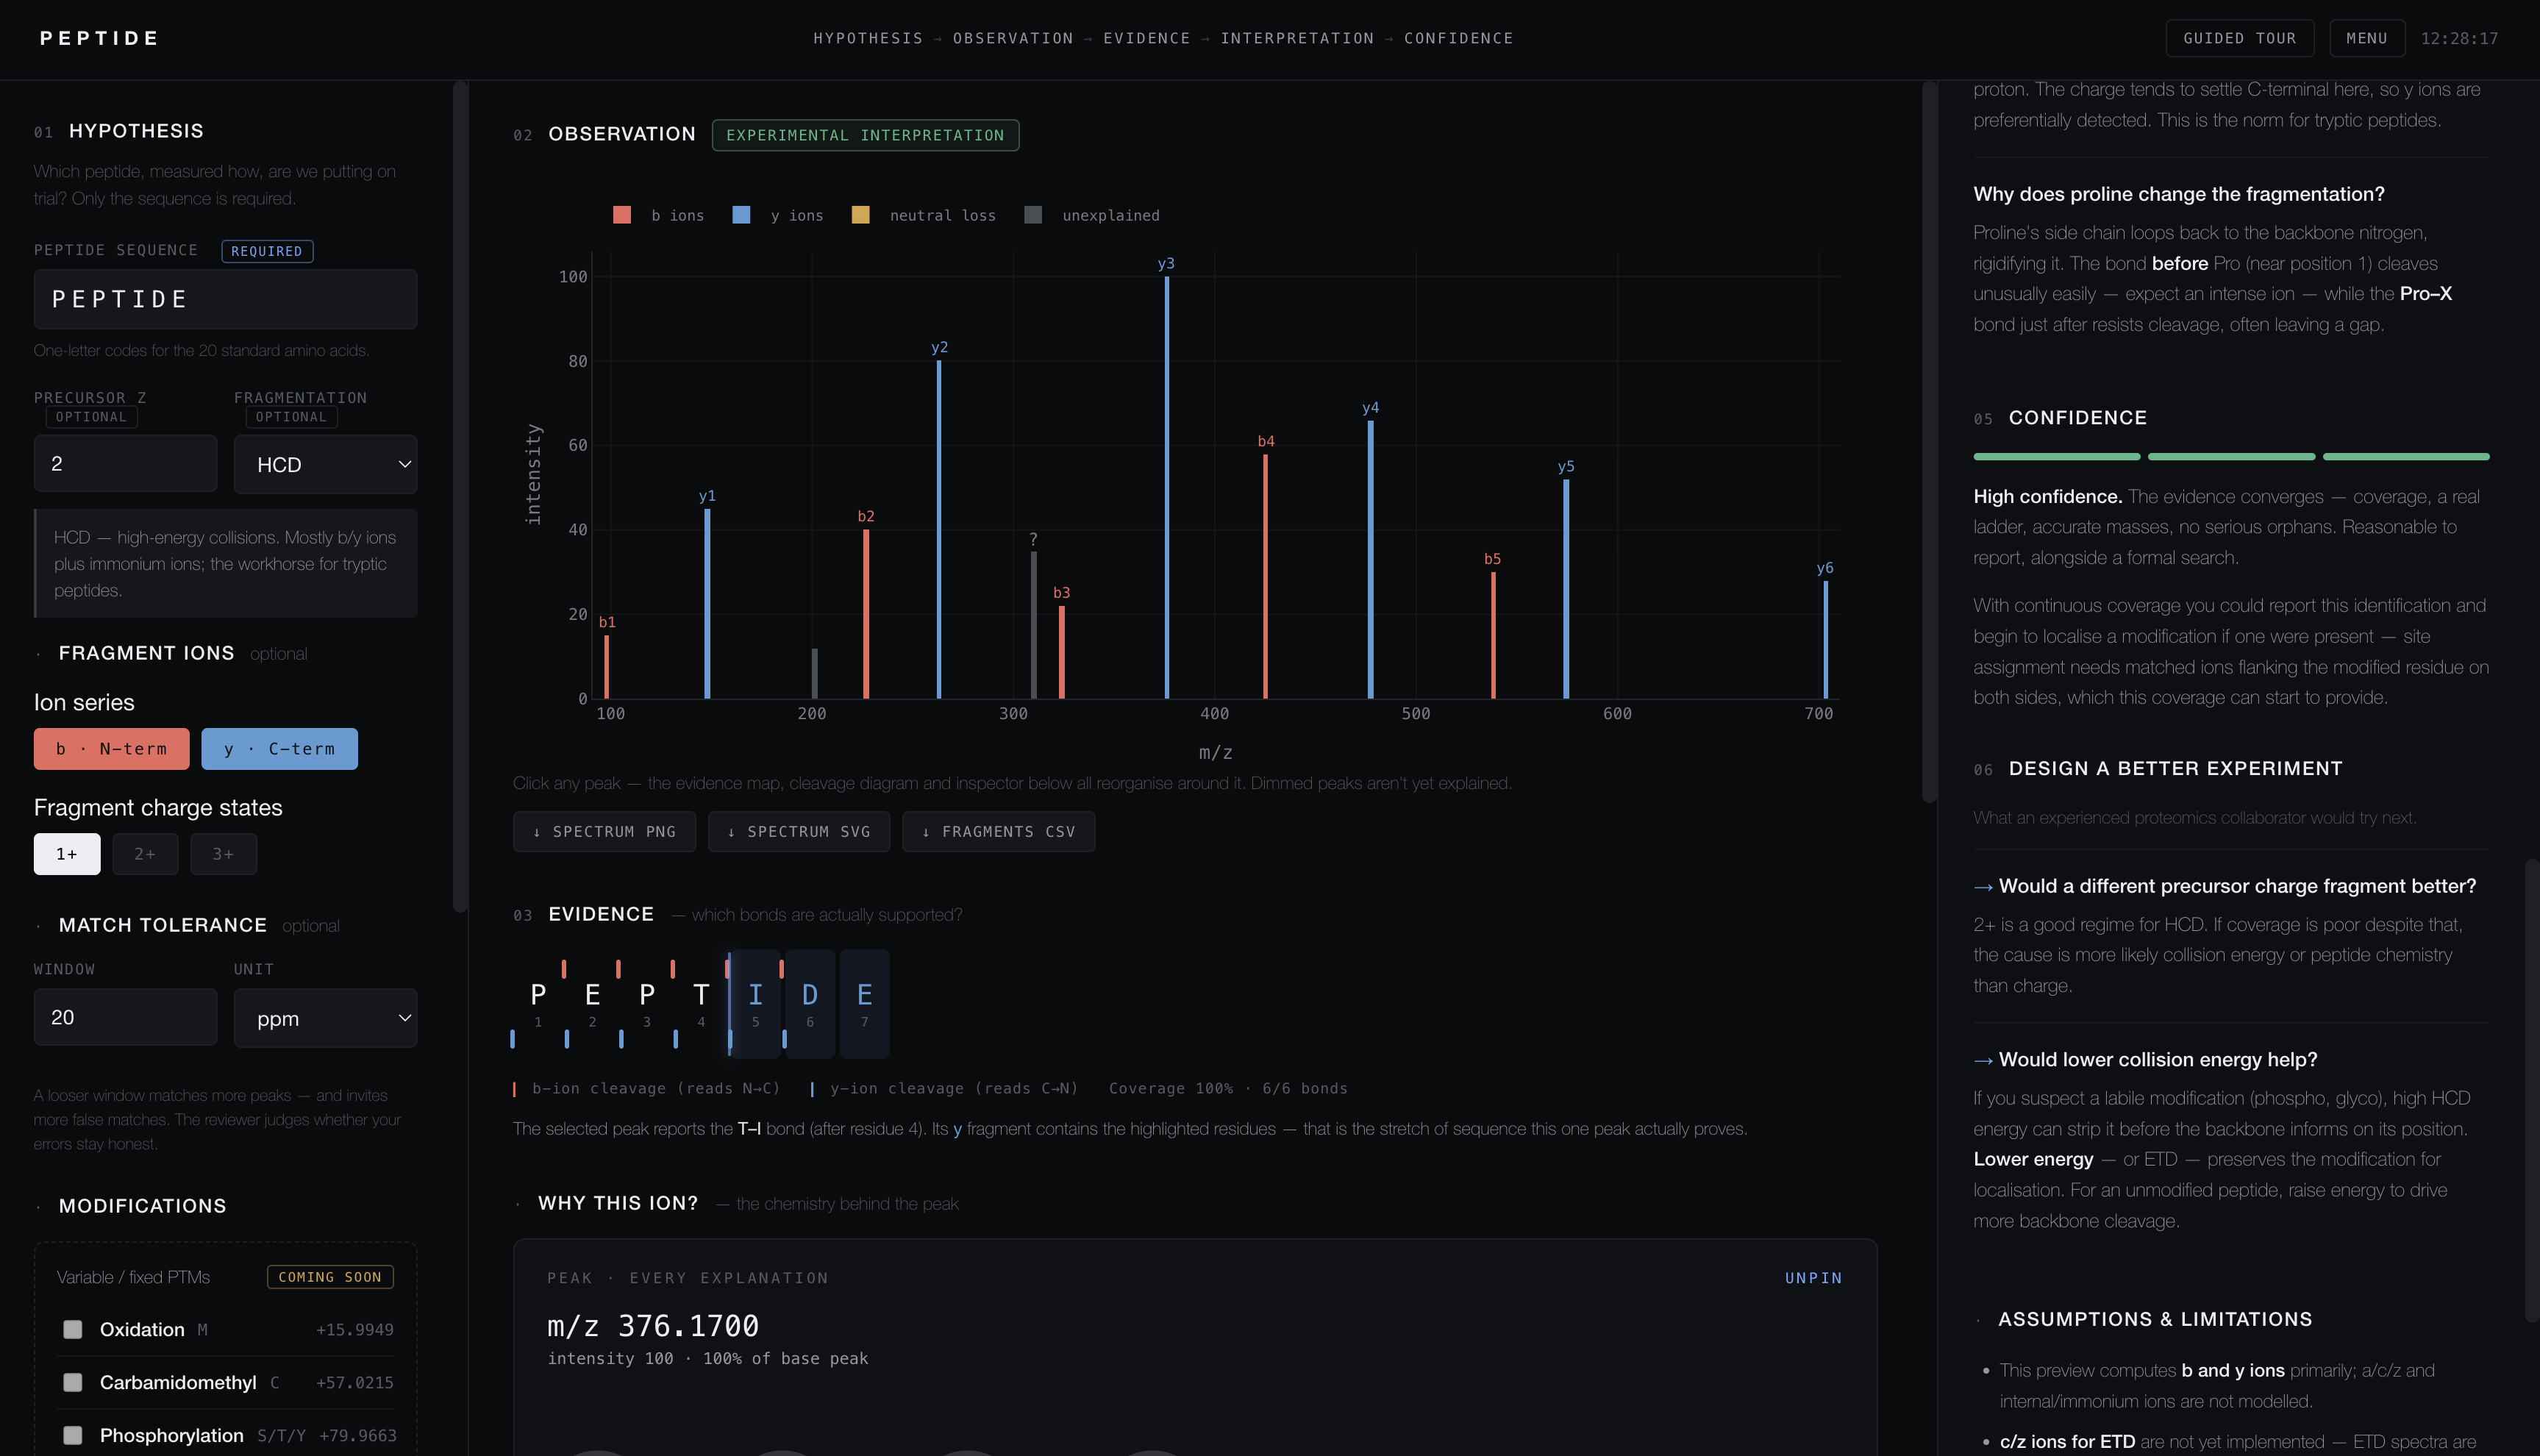 PEPTIDE
HYPOTHESIS → OBSERVATION → EVIDENCE → INTERPRETATION → CONFIDENCE
GUIDED TOUR
MENU
12:28:17
01 HYPOTHESIS
Which peptide, measured how, are we putting on
trial? Only the sequence is required.
PEPTIDE SEQUENCE REQUIRED
PEPTIDE
One-letter codes for the 20 standard amino acids.
PRECURSOR Z OPTIONAL
FRAGMENTATION OPTIONAL
2
HCD
HCD — high-energy collisions. Mostly b/y ions
plus immonium ions; the workhorse for tryptic
peptides.
· FRAGMENT IONS optional
Ion series
b · N-term
y · C-term
Fragment charge states
1+
2+
3+
· MATCH TOLERANCE optional
WINDOW
UNIT
20
ppm
A looser window matches more peaks — and invites
more false matches. The reviewer judges whether your
errors stay honest.
· MODIFICATIONS
Variable / fixed PTMs COMING SOON
Oxidation M +15.9949
Carbamidomethyl C +57.0215
Phosphorylation S/T/Y +79.9663
02 OBSERVATION EXPERIMENTAL INTERPRETATION
b ions
y ions
neutral loss
unexplained
intensity
100
80
60
40
20
0
b1
y1
b2
y2
?
b3
y3
b4
y4
b5
y5
y6
100
200
300
400
500
600
700
m/z
Click any peak — the evidence map, cleavage diagram and inspector below all reorganise around it. Dimmed peaks aren't yet explained.
↓ SPECTRUM PNG
↓ SPECTRUM SVG
↓ FRAGMENTS CSV
03 EVIDENCE — which bonds are actually supported?
P E P T I D E
1 2 3 4 5 6 7
b-ion cleavage (reads N→C) y-ion cleavage (reads C→N) Coverage 100% · 6/6 bonds
The selected peak reports the T–I bond (after residue 4). Its y fragment contains the highlighted residues — that is the stretch of sequence this one peak actually proves.
· WHY THIS ION? — the chemistry behind the peak
PEAK · EVERY EXPLANATION
UNPIN
m/z 376.1700
intensity 100 · 100% of base peak
proton. The charge tends to settle C-terminal here, so y ions are
preferentially detected. This is the norm for tryptic peptides.
Why does proline change the fragmentation?
Proline's side chain loops back to the backbone nitrogen,
rigidifying it. The bond before Pro (near position 1) cleaves
unusually easily — expect an intense ion — while the Pro–X
bond just after resists cleavage, often leaving a gap.
05 CONFIDENCE
High confidence. The evidence converges — coverage, a real
ladder, accurate masses, no serious orphans. Reasonable to
report, alongside a formal search.
With continuous coverage you could report this identification and
begin to localise a modification if one were present — site
assignment needs matched ions flanking the modified residue on
both sides, which this coverage can start to provide.
06 DESIGN A BETTER EXPERIMENT
What an experienced proteomics collaborator would try next.
→ Would a different precursor charge fragment better?
2+ is a good regime for HCD. If coverage is poor despite that,
the cause is more likely collision energy or peptide chemistry
than charge.
→ Would lower collision energy help?
If you suspect a labile modification (phospho, glyco), high HCD
energy can strip it before the backbone informs on its position.
Lower energy — or ETD — preserves the modification for
localisation. For an unmodified peptide, raise energy to drive
more backbone cleavage.
· ASSUMPTIONS & LIMITATIONS
• This preview computes b and y ions primarily; a/c/z and
internal/immonium ions are not modelled.
• c/z ions for ETD are not yet implemented — ETD spectra are